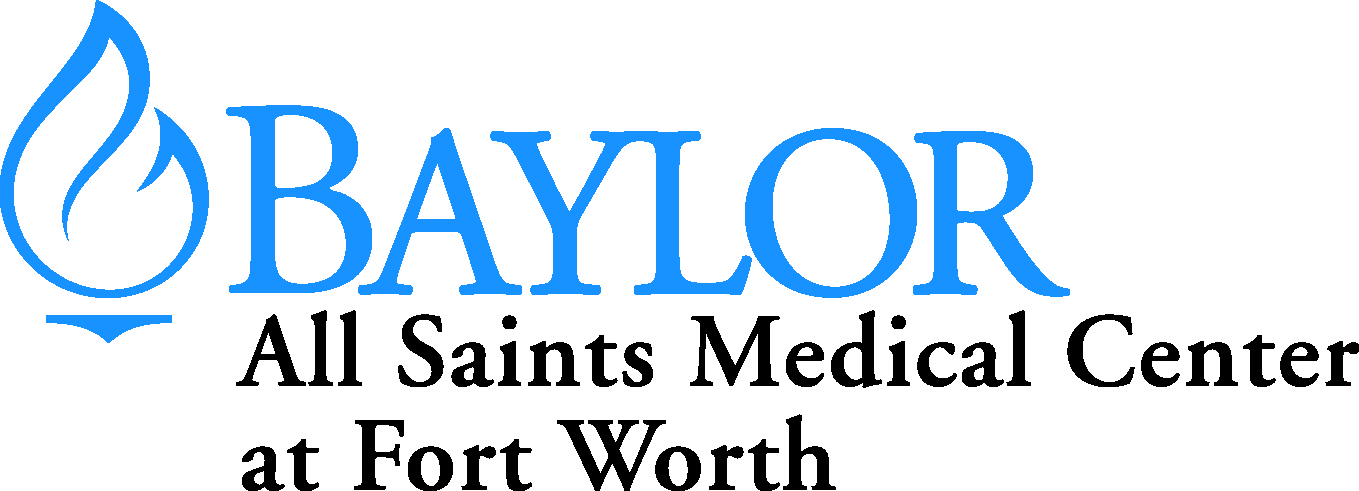 BAYLOR
All Saints Medical Center
at Fort Worth